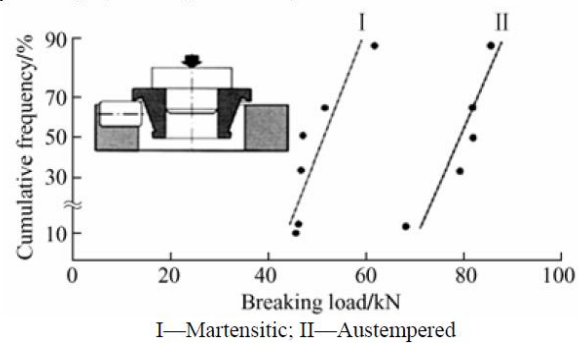 I II
Cumulative frequency/%
90
70
50
30
10
0 20 40 60 80 100
Breaking load/kN
I—Martensitic; II—Austempered